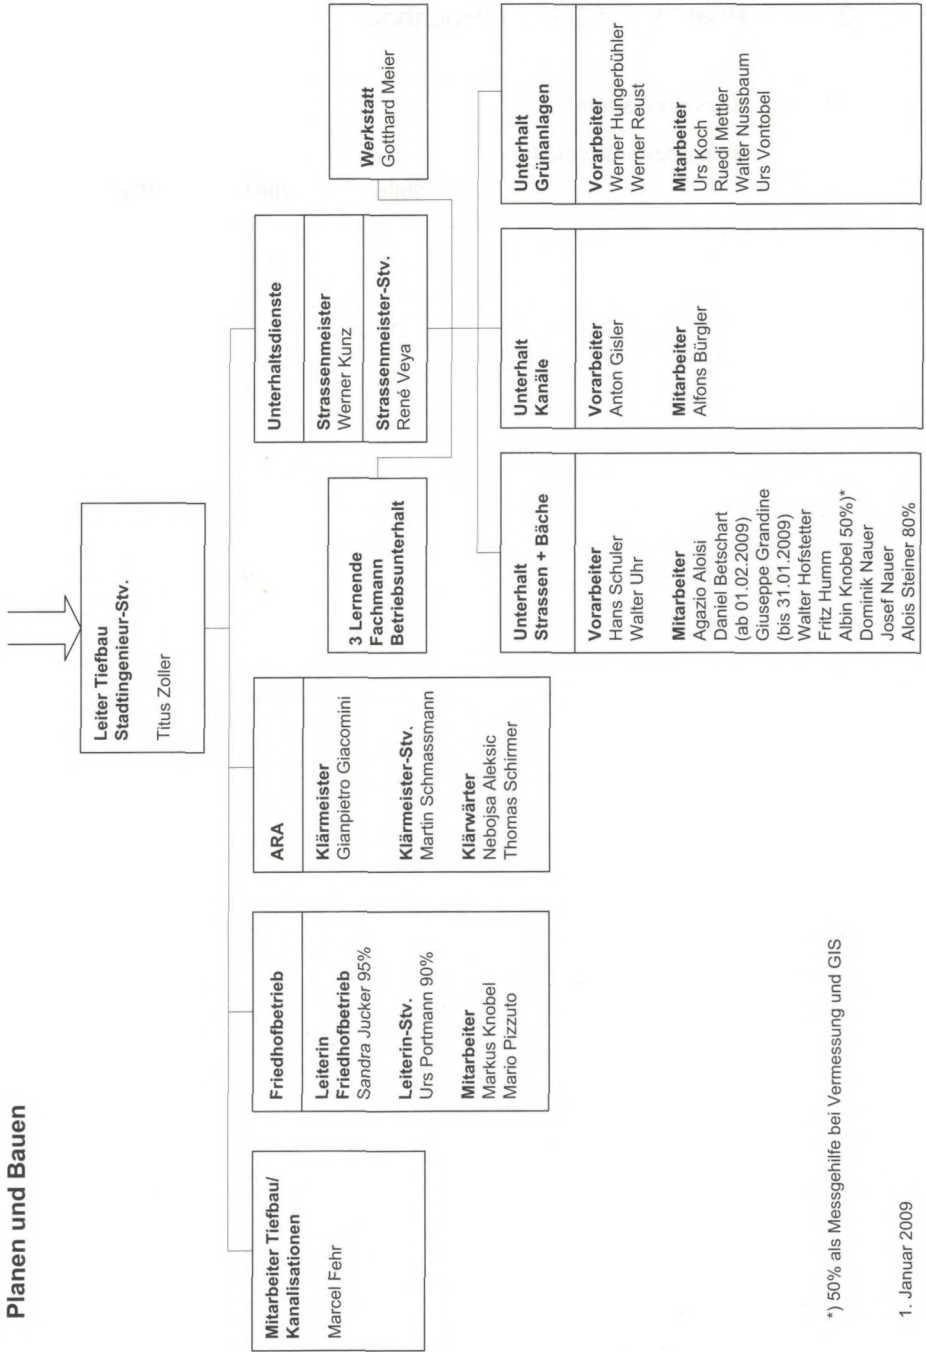 Planen und Bauen
Leiter Tiefbau
Stadtingenieur-Stv.
Titus Zoller
Mitarbeiter Tiefbau/
Kanalisationen
Marcel Fehr
Friedhofbetrieb
Leiterin
Friedhofbetrieb
Sandra Jucker 95%
Leiterin-Stv.
Urs Portmann 90%
Mitarbeiter
Markus Knobel
Mario Pizzuto
ARA
Klärmeister
Gianpietro Giacomini
Klärmeister-Stv.
Martin Schmassmann
Klärwärter
Nebojsa Aleksic
Thomas Schirmer
Unterhaltsdienste
Strassenmeister
Werner Kunz
Strassenmeister-Stv.
René Veya
3 Lernende
Fachmann
Betriebsunterhalt
Werkstatt
Gotthard Meier
Unterhalt
Strassen + Bäche
Vorarbeiter
Hans Schuler
Walter Uhr
Mitarbeiter
Agazio Aloisi
Daniel Betschart
(ab 01.02.2009)
Giuseppe Grandine
(bis 31.01.2009)
Walter Hofstetter
Fritz Humm
Albin Knobel 50%)*
Dominik Nauer
Josef Nauer
Alois Steiner 80%
Unterhalt
Kanäle
Vorarbeiter
Anton Gisler
Mitarbeiter
Alfons Bürgler
Unterhalt
Grünanlagen
Vorarbeiter
Werner Hungerbühler
Werner Reust
Mitarbeiter
Urs Koch
Ruedi Mettler
Walter Nussbaum
Urs Vontobel
*) 50% als Messgehilfe bei Vermessung und GIS
1. Januar 2009